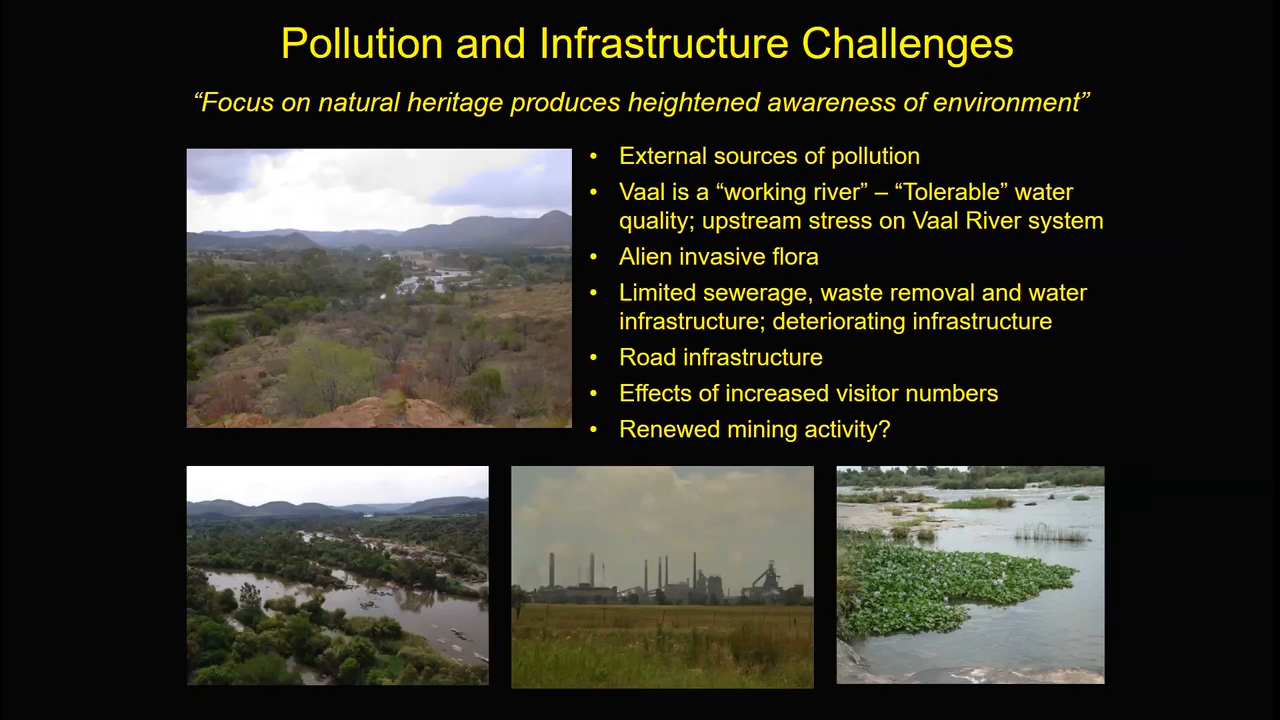 Pollution and Infrastructure Challenges
“Focus on natural heritage produces heightened awareness of environment”
• External sources of pollution
• Vaal is a “working river” – “Tolerable” water
quality; upstream stress on Vaal River system
• Alien invasive flora
• Limited sewerage, waste removal and water
infrastructure; deteriorating infrastructure
• Road infrastructure
• Effects of increased visitor numbers
• Renewed mining activity?